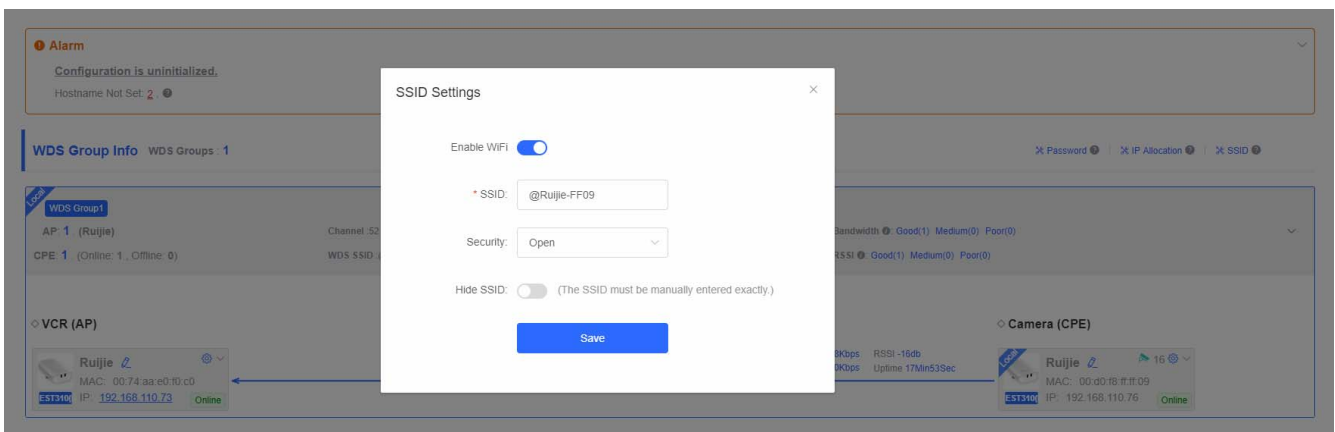 Alarm
Configuration is uninitialized.
Hostname Not Set: 2 .
WDS Group Info WDS Groups : 1
Password IP Allocation SSID
Local
WDS Group1
AP: 1 (Ruijie)
Channel :52
Bandwidth : Good(1) Medium(0) Poor(0)
CPE: 1 (Online: 1 , Offline: 0)
WDS SSID
RSSI : Good(1) Medium(0) Poor(0)
SSID Settings
Enable WiFi
* SSID: @Ruijie-FF09
Security: Open
Hide SSID: (The SSID must be manually entered exactly.)
Save
VCR (AP)
Ruijie
MAC: 00:74:aa:e0:f0:c0
EST310
IP: 192.168.110.73 Online
Kbps RSSI -16db
Kbps Uptime 17Min53Sec
Camera (CPE)
Local
Ruijie 16
MAC: 00:d0:f8:ff:ff:09
EST310
IP: 192.168.110.76 Online